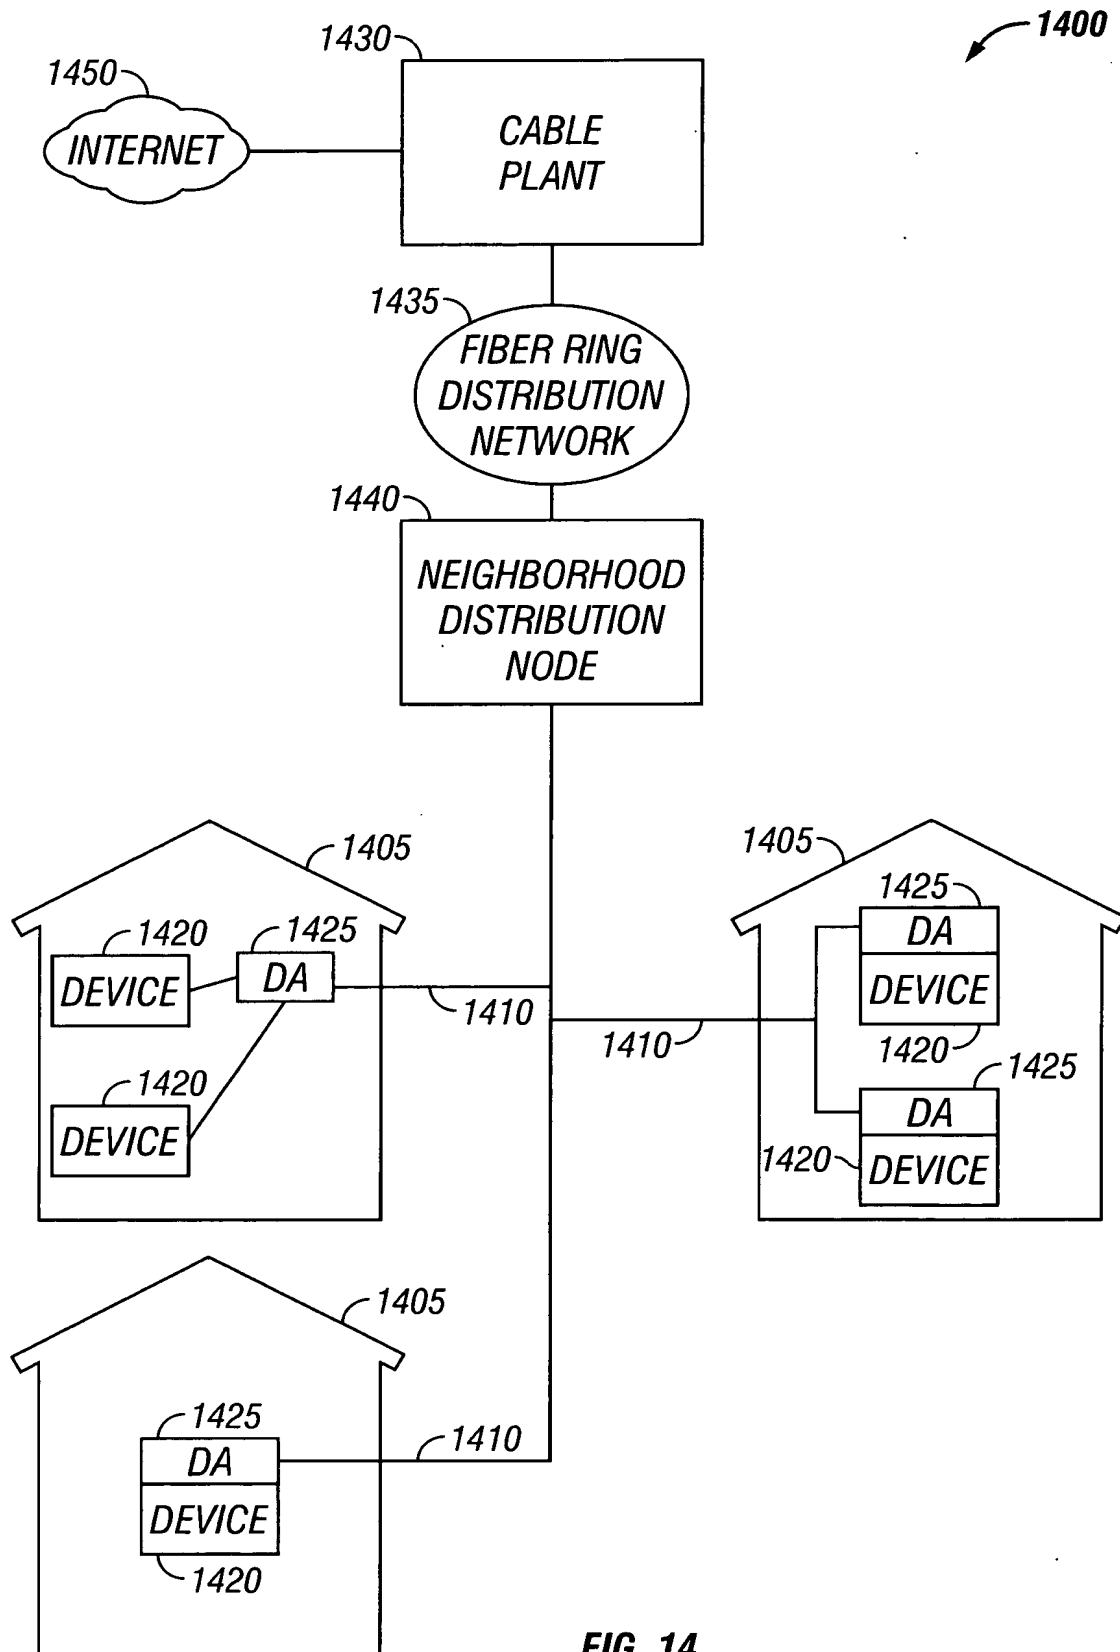 1400
1430
1450
INTERNET
CABLE
PLANT
1435
FIBER RING
DISTRIBUTION
NETWORK
1440
NEIGHBORHOOD
DISTRIBUTION
NODE
1405
1420
1425
DEVICE
DA
1410
1420
DEVICE
1405
1425
DA
DEVICE
1410
1420
1425
DA
1420
DEVICE
1405
1425
DA
1410
DEVICE
1420
FIG. 14